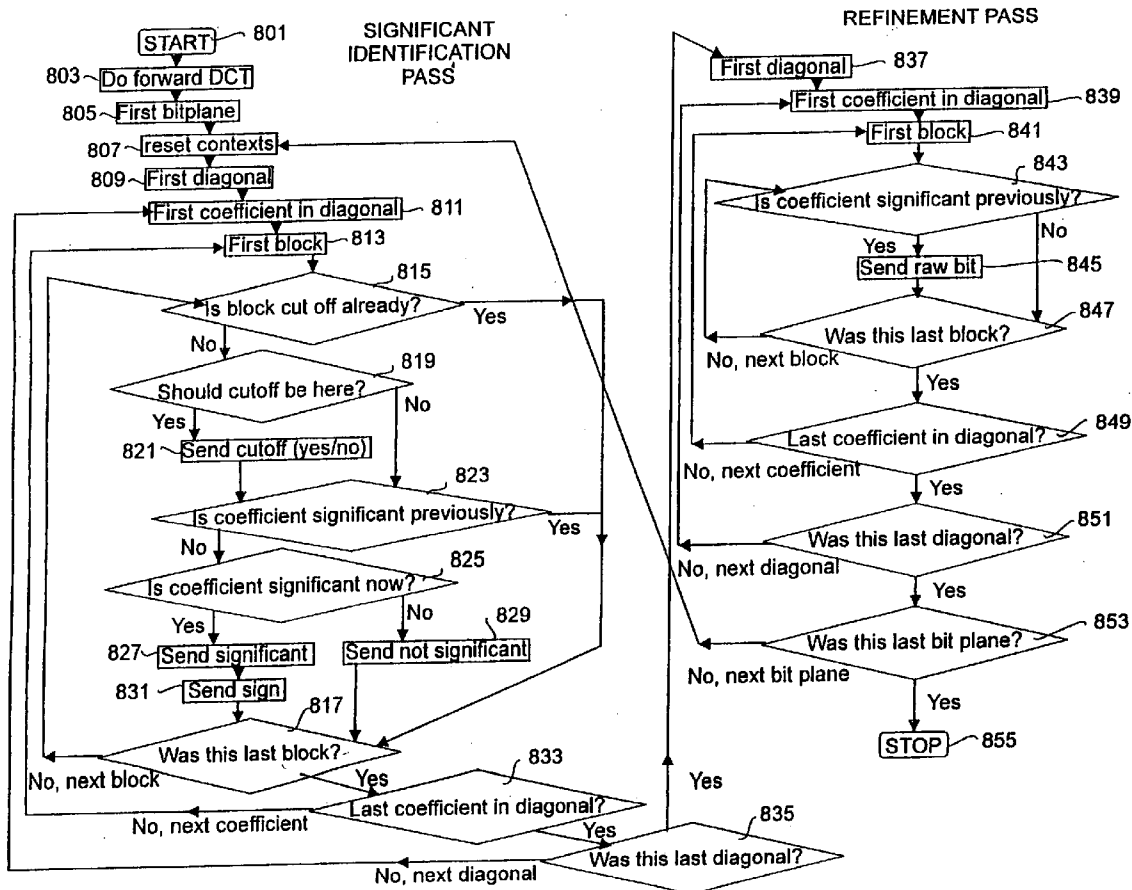 START 801
SIGNIFICANT
IDENTIFICATION
PASS
803 Do forward DCT
805 First bitplane
807 reset contexts
809 First diagonal
First coefficient in diagonal 811
First block 813
815
Is block cut off already?
Yes
No
819
Should cutoff be here?
Yes
No
821 Send cutoff (yes/no)
823
Is coefficient significant previously?
Yes
No
825
Is coefficient significant now?
Yes
No
829
827 Send significant
Send not significant
831 Send sign
817
Was this last block?
No, next block
Yes
833
Last coefficient in diagonal?
No, next coefficient
Yes
835
Was this last diagonal?
No, next diagonal
Yes
REFINEMENT PASS
First diagonal 837
First coefficient in diagonal 839
First block 841
843
Is coefficient significant previously?
Yes
No
Send raw bit 845
847
Was this last block?
No, next block
Yes
849
Last coefficient in diagonal?
No, next coefficient
Yes
851
Was this last diagonal?
No, next diagonal
Yes
853
Was this last bit plane?
No, next bit plane
Yes
STOP 855